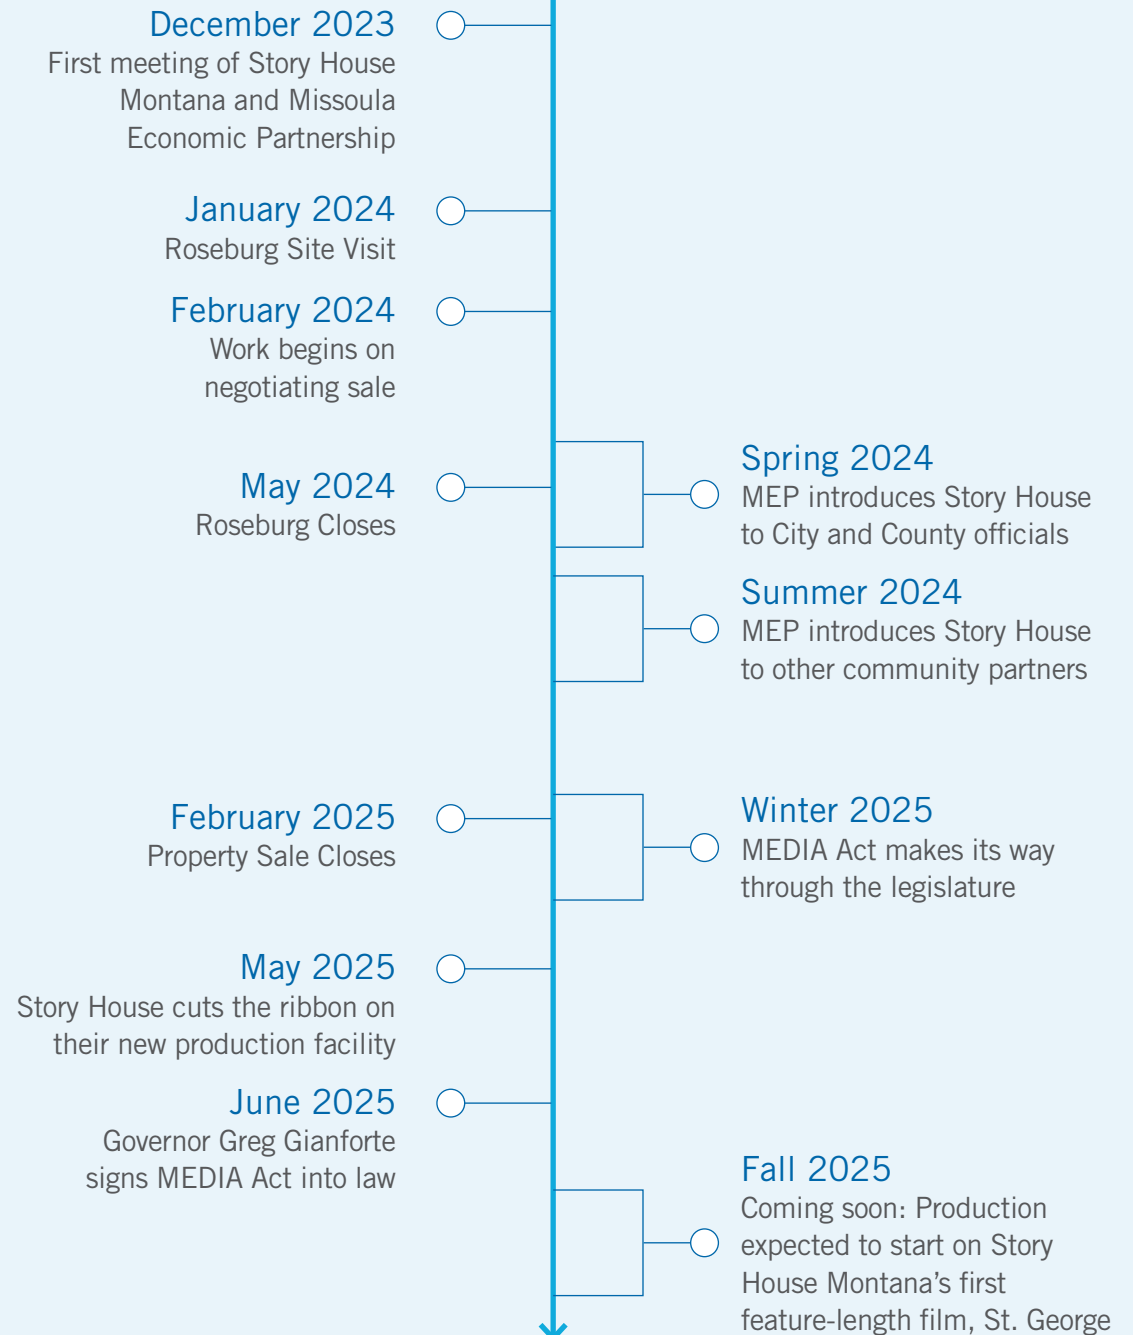 December 2023
First meeting of Story House
Montana and Missoula
Economic Partnership
January 2024
Roseburg Site Visit
February 2024
Work begins on
negotiating sale
Spring 2024
MEP introduces Story House
to City and County officials
May 2024
Roseburg Closes
Summer 2024
MEP introduces Story House
to other community partners
Winter 2025
MEDIA Act makes its way
through the legislature
February 2025
Property Sale Closes
May 2025
Story House cuts the ribbon on
their new production facility
June 2025
Governor Greg Gianforte
signs MEDIA Act into law
Fall 2025
Coming soon: Production
expected to start on Story
House Montana’s first
feature-length film, St. George